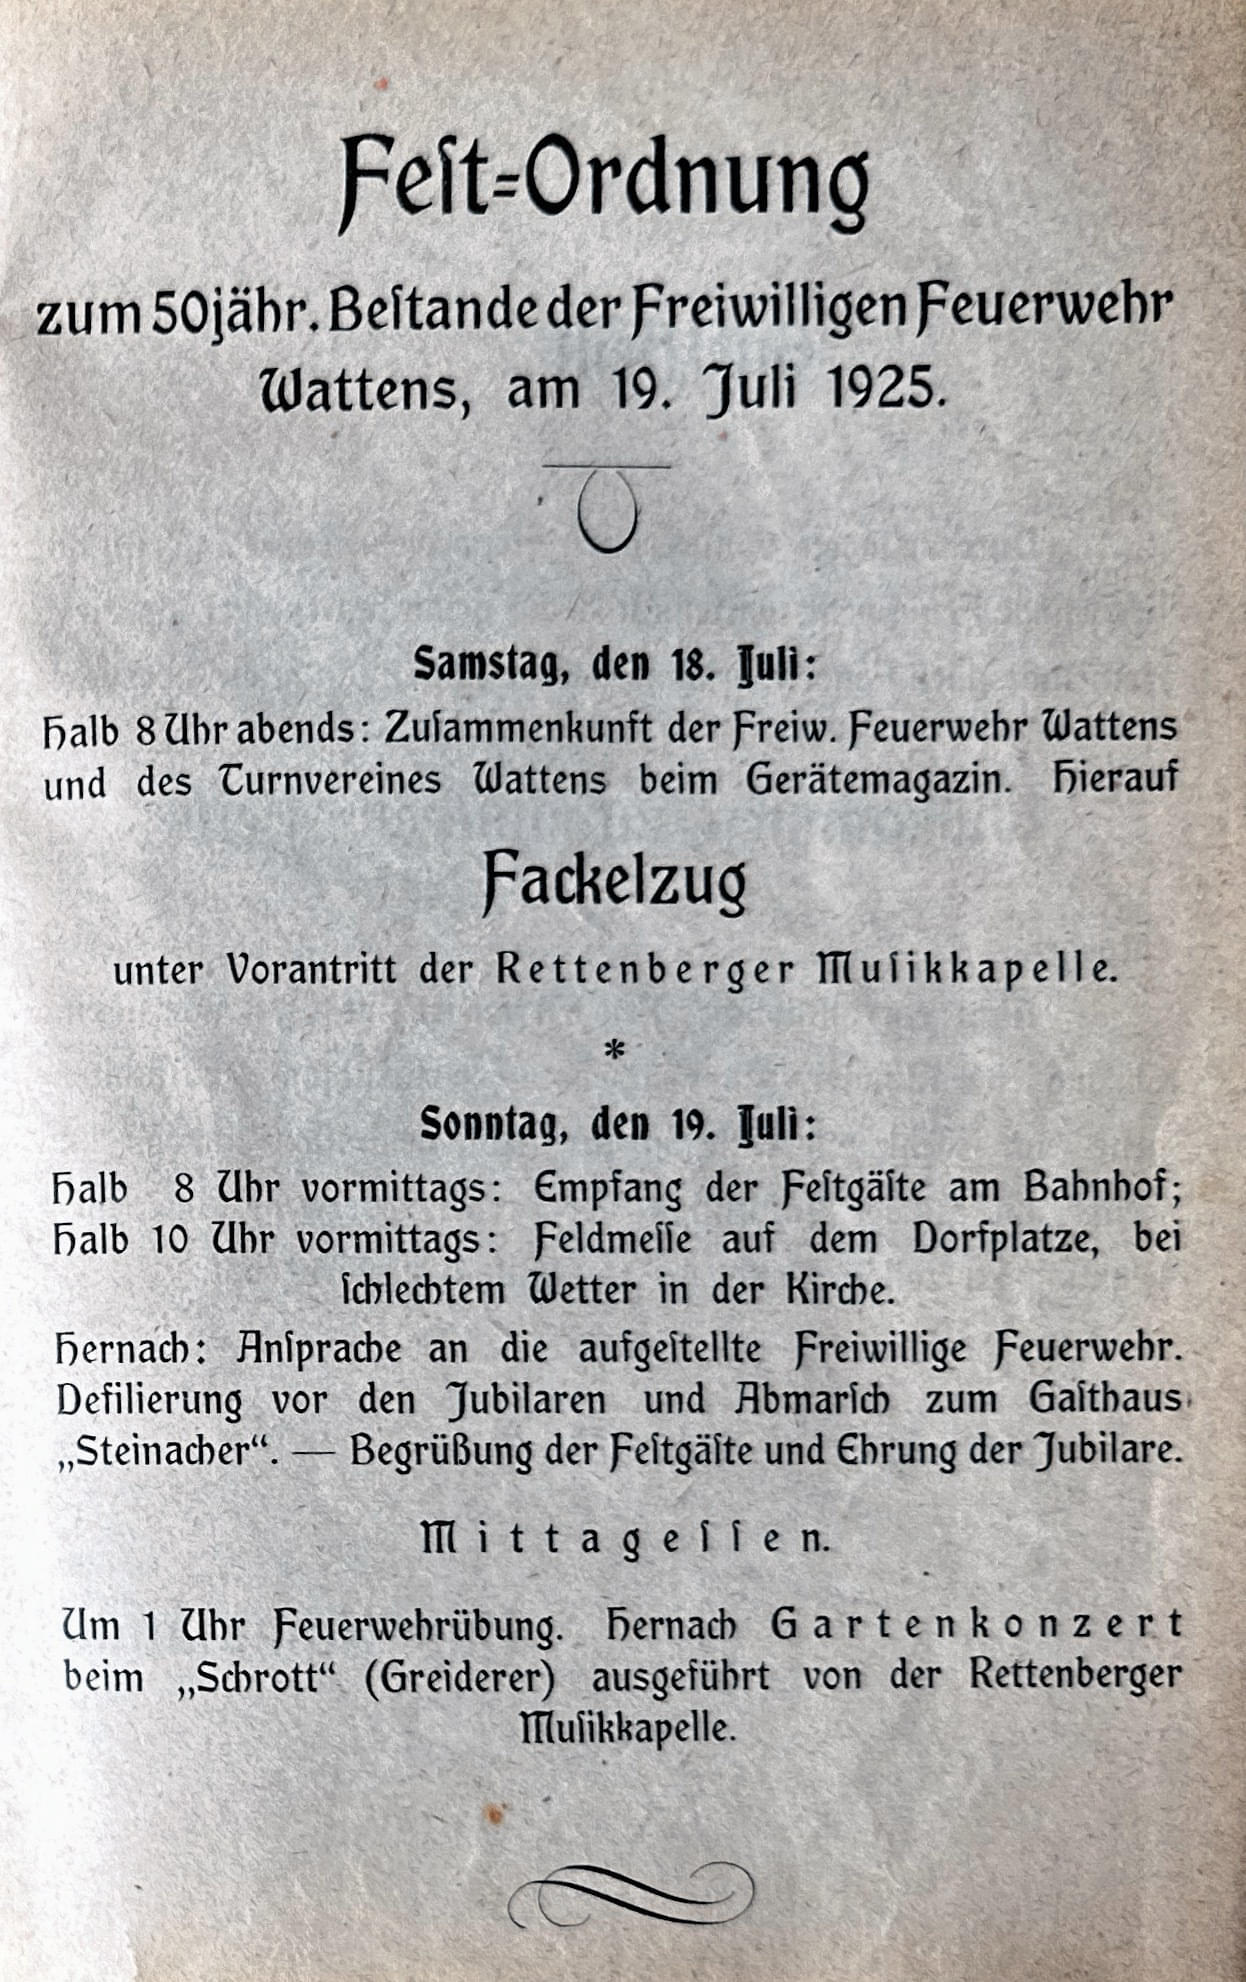 Feſt-Ordnung
zum 50jähr. Beſtande der Freiwilligen Feuerwehr
Wattens, am 19. Juli 1925.
Samstag, den 18. Juli:
Halb 8 Uhr abends: Zuſammenkunft der Freiw. Feuerwehr Wattens
und des Turnvereines Wattens beim Gerätemagazin. Hierauf
Fackelzug
unter Vorantritt der Rettenberger Muſikkapelle.
*
Sonntag, den 19. Juli:
Halb 8 Uhr vormittags: Empfang der Feſtgäſte am Bahnhof;
Halb 10 Uhr vormittags: Feldmeſſe auf dem Dorfplatze, bei
ſchlechtem Wetter in der Kirche.
Hernach: Anſprache an die aufgeſtellte Freiwillige Feuerwehr.
Defilierung vor den Jubilaren und Abmarſch zum Gaſthaus
„Steinacher“. — Begrüßung der Feſtgäſte und Ehrung der Jubilare.
Mittageſſen.
Um 1 Uhr Feuerwehrübung. Hernach Gartenkonzert
beim „Schrott“ (Greiderer) ausgeführt von der Rettenberger
Muſikkapelle.